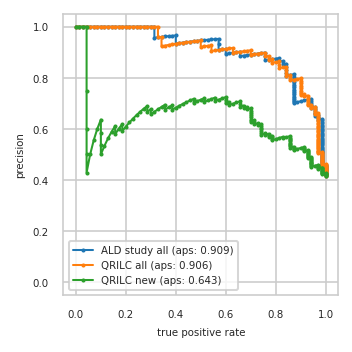 1.0
0.8
0.6
0.4
0.2
0.0
precision
ALD study all (aps: 0.909)
QRILC all (aps: 0.906)
QRILC new (aps: 0.643)
0.0 0.2 0.4 0.6 0.8 1.0
true positive rate